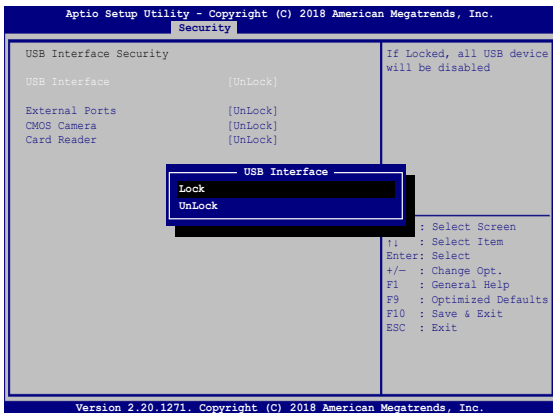 Aptio Setup Utility - Copyright (C) 2018 American Megatrends, Inc.
Security
USB Interface Security
USB Interface [UnLock]
External Ports [UnLock]
CMOS Camera [UnLock]
Card Reader [UnLock]
If Locked, all USB device
will be disabled
USB Interface
Lock
UnLock
: Select Screen
↑↓ : Select Item
Enter: Select
+/— : Change Opt.
F1 : General Help
F9 : Optimized Defaults
F10 : Save & Exit
ESC : Exit
Version 2.20.1271. Copyright (C) 2018 American Megatrends, Inc.